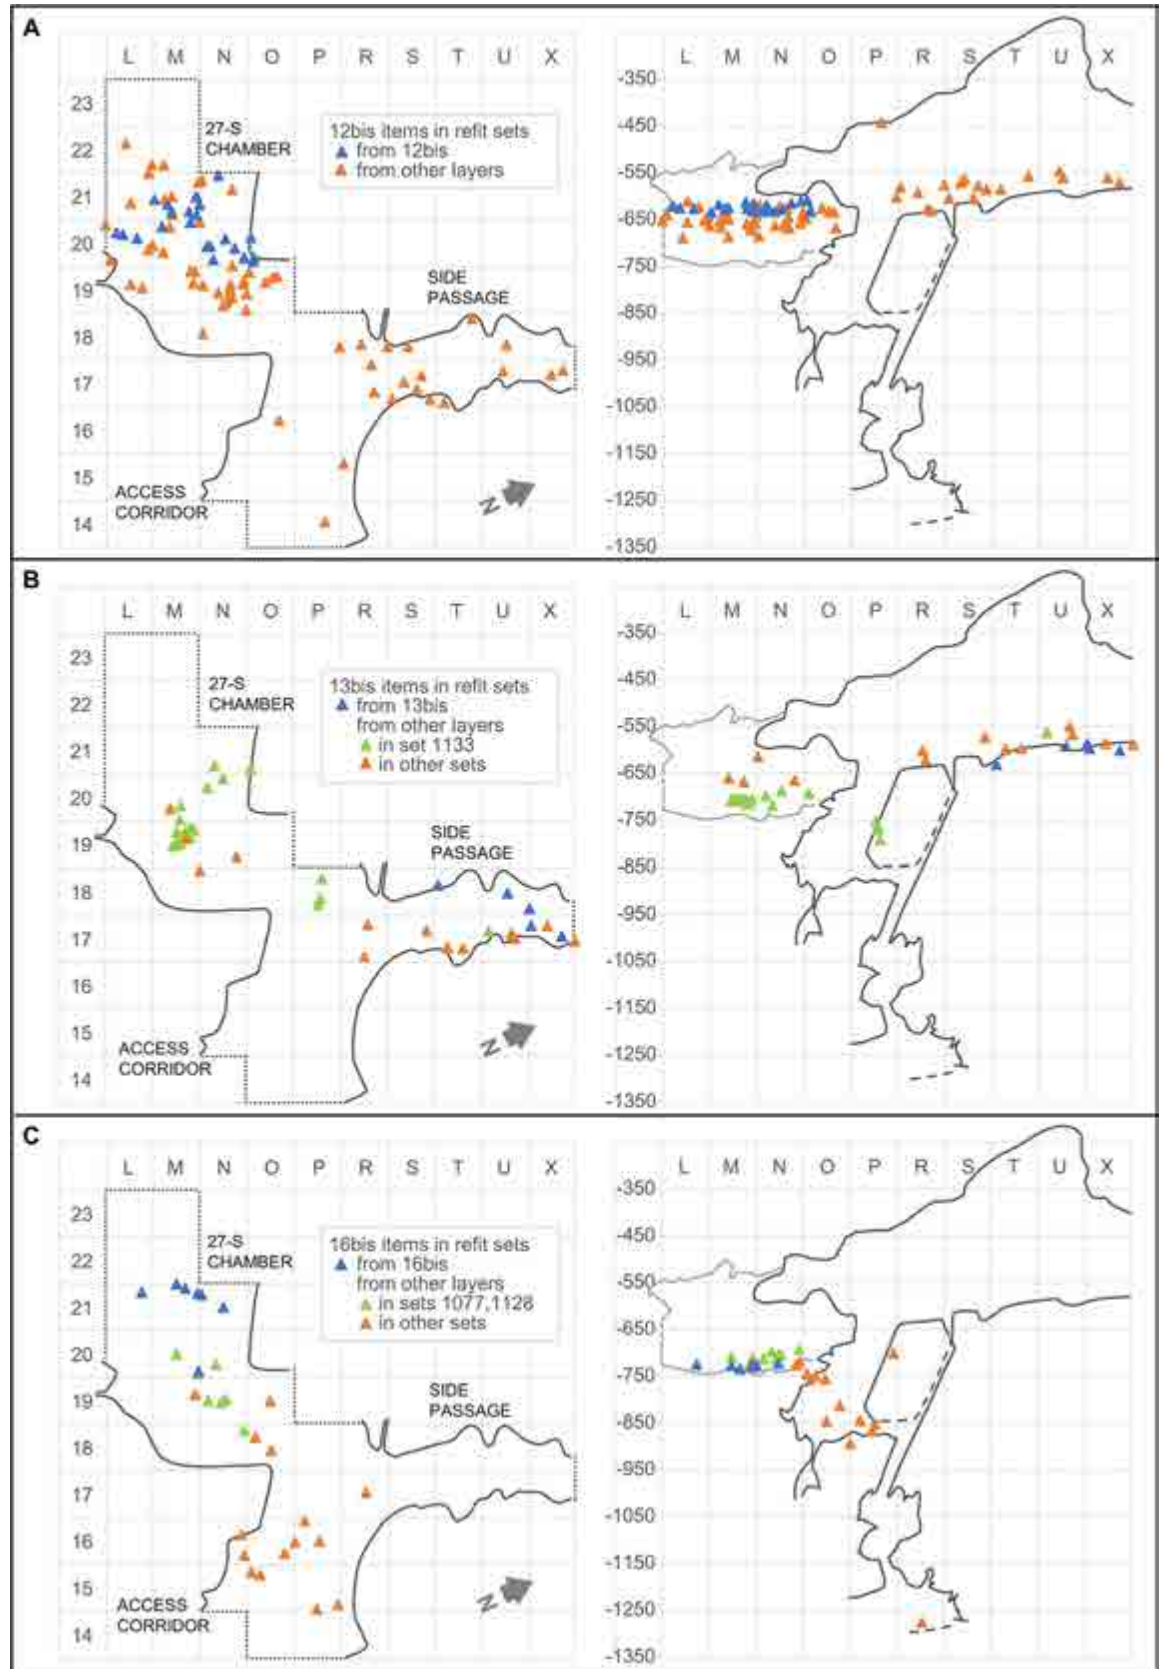 A
L M N O P R S T U X
23
22
21
20
19
18
17
16
15
14
27-S
CHAMBER
12bis items in refit sets
from 12bis
from other layers
SIDE
PASSAGE
ACCESS
CORRIDOR
N
L M N O P R S T U X
-350
-450
-550
-650
-750
-850
-950
-1050
-1150
-1250
-1350
B
L M N O P R S T U X
23
22
21
20
19
18
17
16
15
14
27-S
CHAMBER
13bis items in refit sets
from 13bis
from other layers
in set 1133
in other sets
SIDE
PASSAGE
ACCESS
CORRIDOR
N
L M N O P R S T U X
-350
-450
-550
-650
-750
-850
-950
-1050
-1150
-1250
-1350
C
L M N O P R S T U X
23
22
21
20
19
18
17
16
15
14
27-S
CHAMBER
16bis items in refit sets
from 16bis
from other layers
in sets 1077,1128
in other sets
SIDE
PASSAGE
ACCESS
CORRIDOR
N
L M N O P R S T U X
-350
-450
-550
-650
-750
-850
-950
-1050
-1150
-1250
-1350